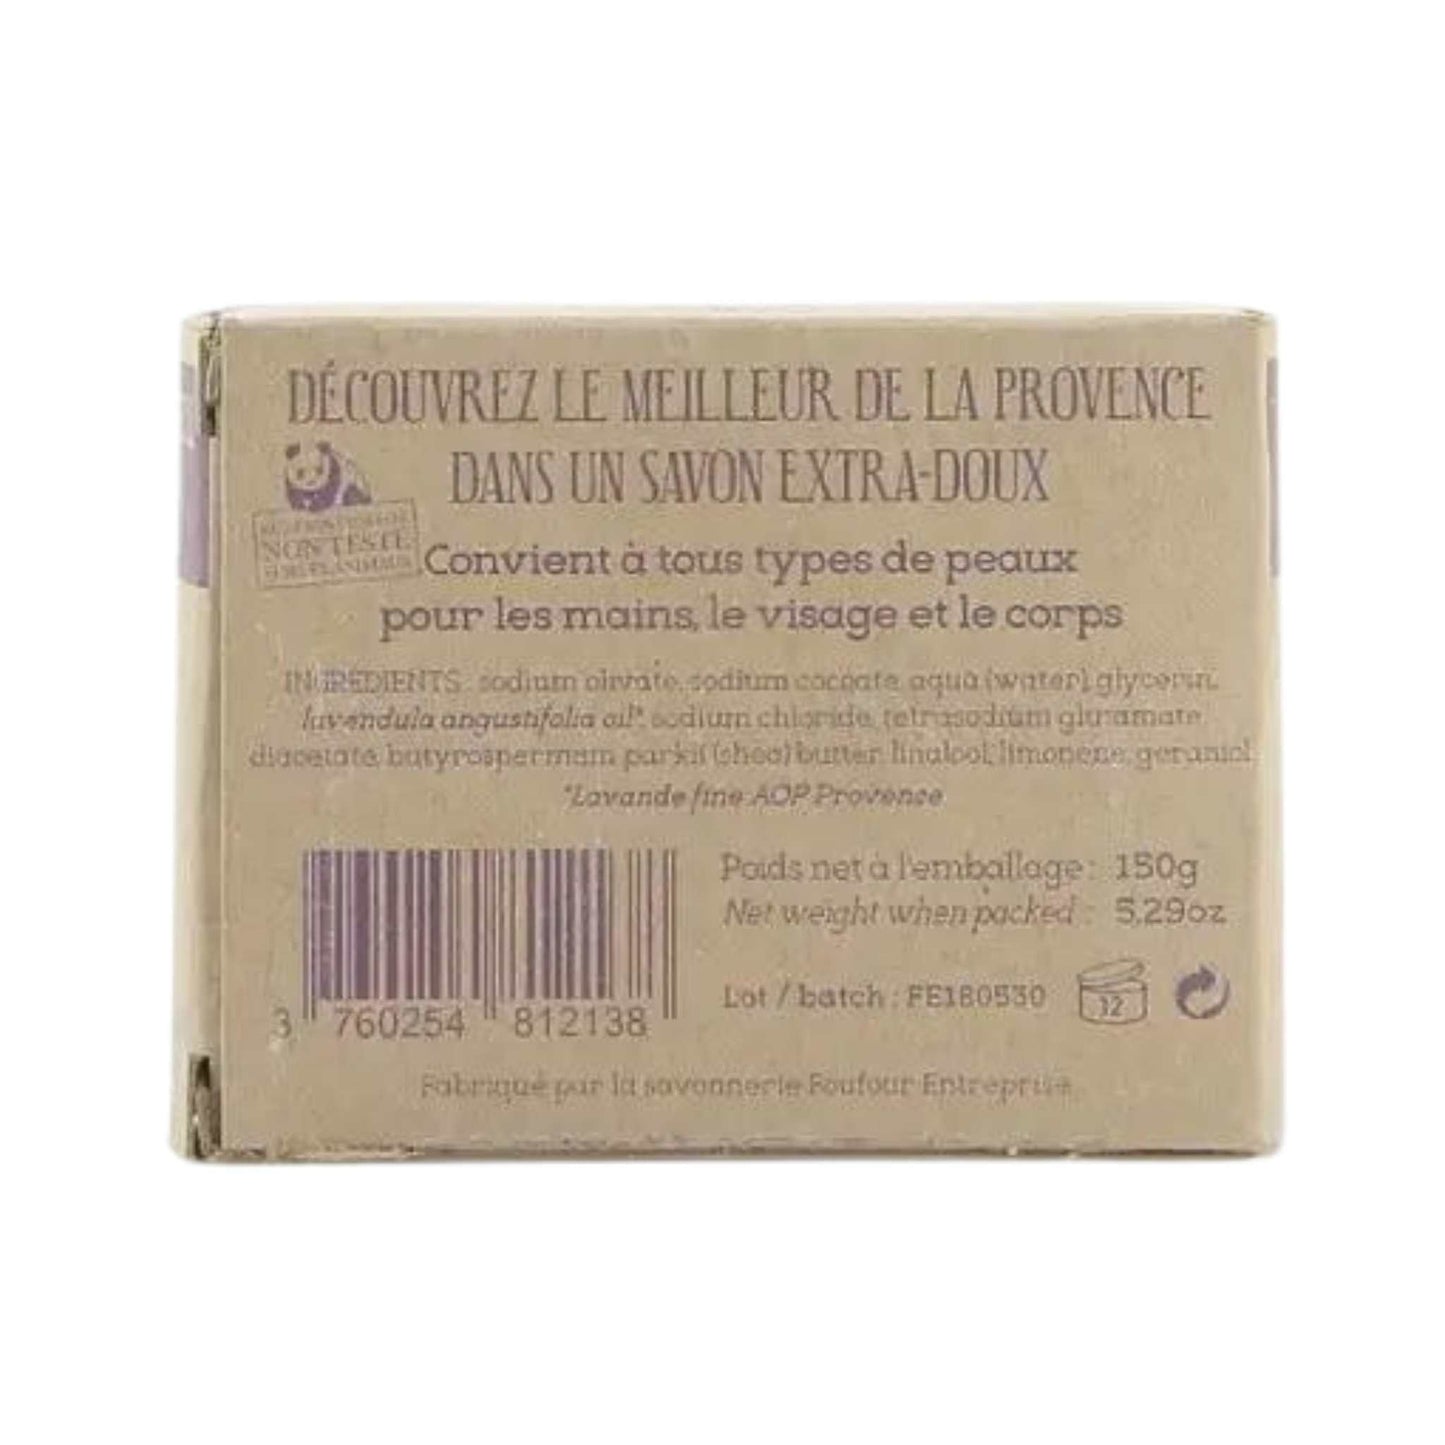 DÉCOUVREZ LE MEILLEUR DE LA PROVENCE
DANS UN SAVON EXTRA-DOUX
NON TESTÉ
Convient à tous types de peaux
pour les mains, le visage et le corps
INGREDIENTS : sodium olivate, sodium cocoate, aqua (water), glycerin,
lavendula angustifolia oil*, sodium chloride, tetrasodium glutamate
diacetate, butyrospermum parkii (shea) butter, linalool, limonene, geraniol
*Lavande fine AOP Provence
Poids net à l'emballage : 150g
Net weight when packed : 5,29oz
Lot / batch : FE180530
12
3 760254 812138
Fabriqué par la savonnerie Foufour Entreprise